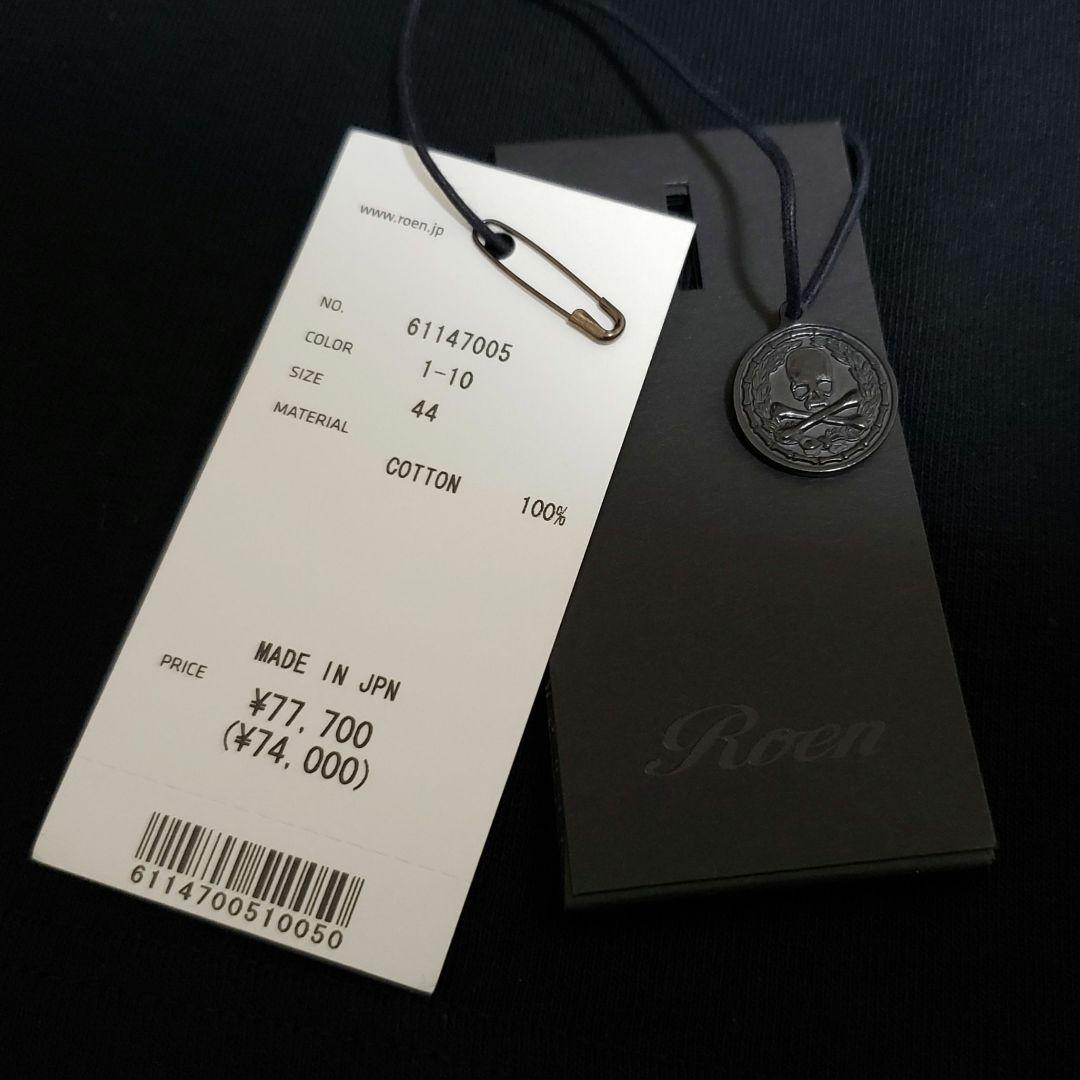 www.roen.jp
NO. 61147005
COLOR 1-10
SIZE 44
MATERIAL
COTTON 100%
MADE IN JPN
PRICE ¥77,700
(¥74,000)
6114700510050
Roen